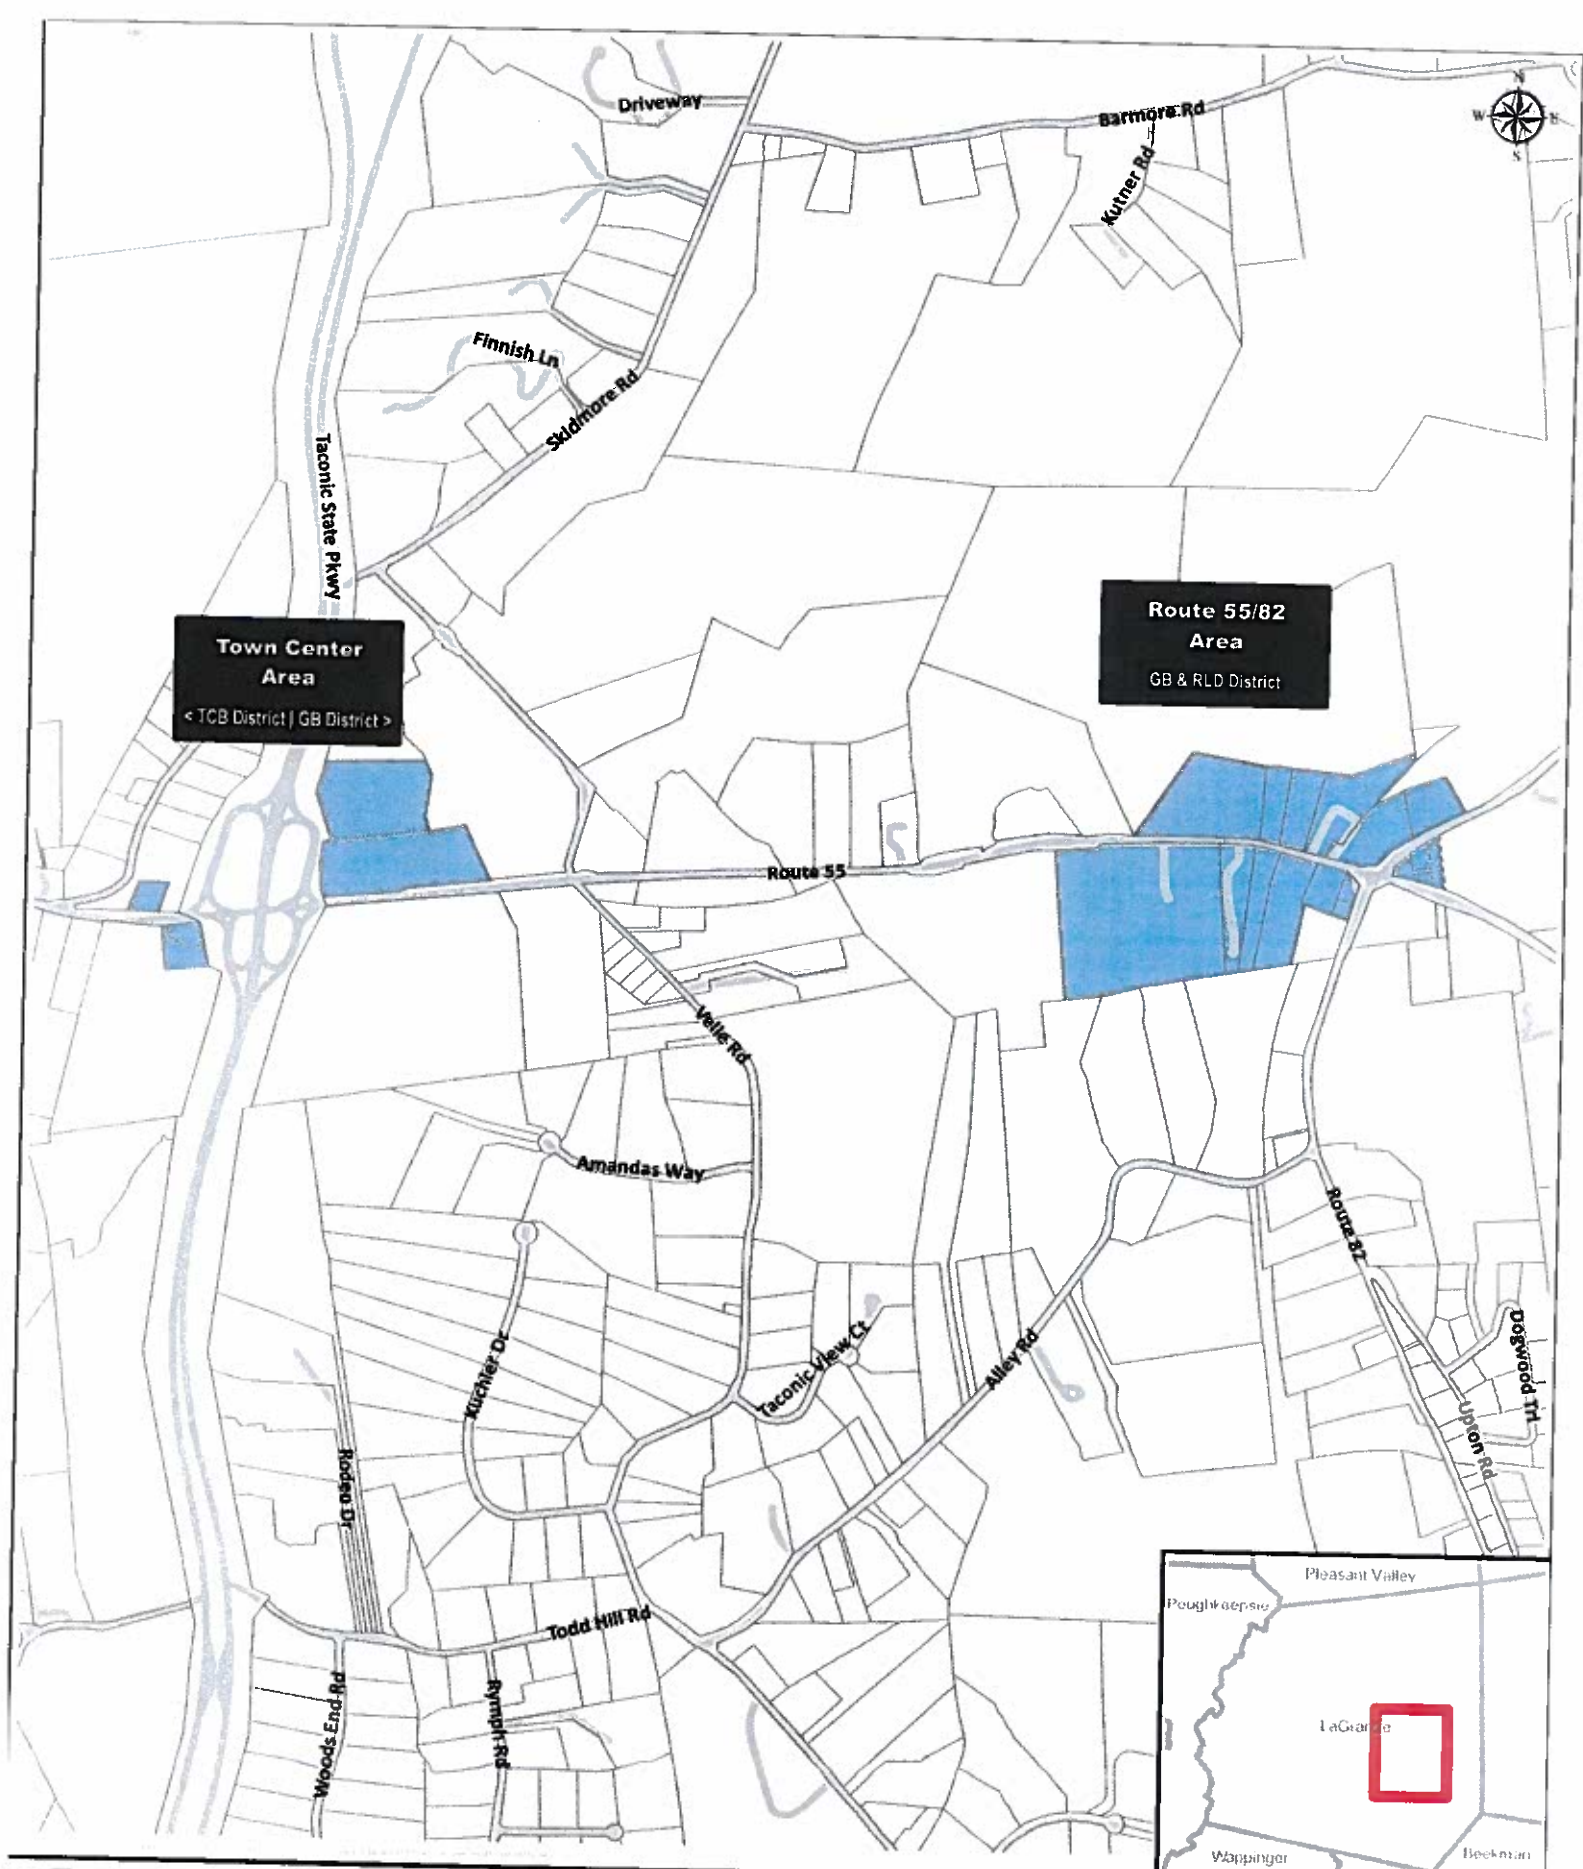 Driveway
Barmore Rd
N
W
E
S
Kutner Rd
Finnish Ln
Skidmore Rd
Taconic State Pkwy
Town Center
Area
< TCB District | GB District >
Route 55/82
Area
GB & RLD District
Route 55
Velie Rd
Amandas Way
Route 82
Kuchler Dr
Taconic View Ct
Alley Rd
Dogwood Trl
Upton Rd
Rodeo Dr
Todd Hill Rd
Woods End Rd
Rymph Rd
Pleasant Valley
Poughkeepsie
LaGrange
Wappinger
Beekman